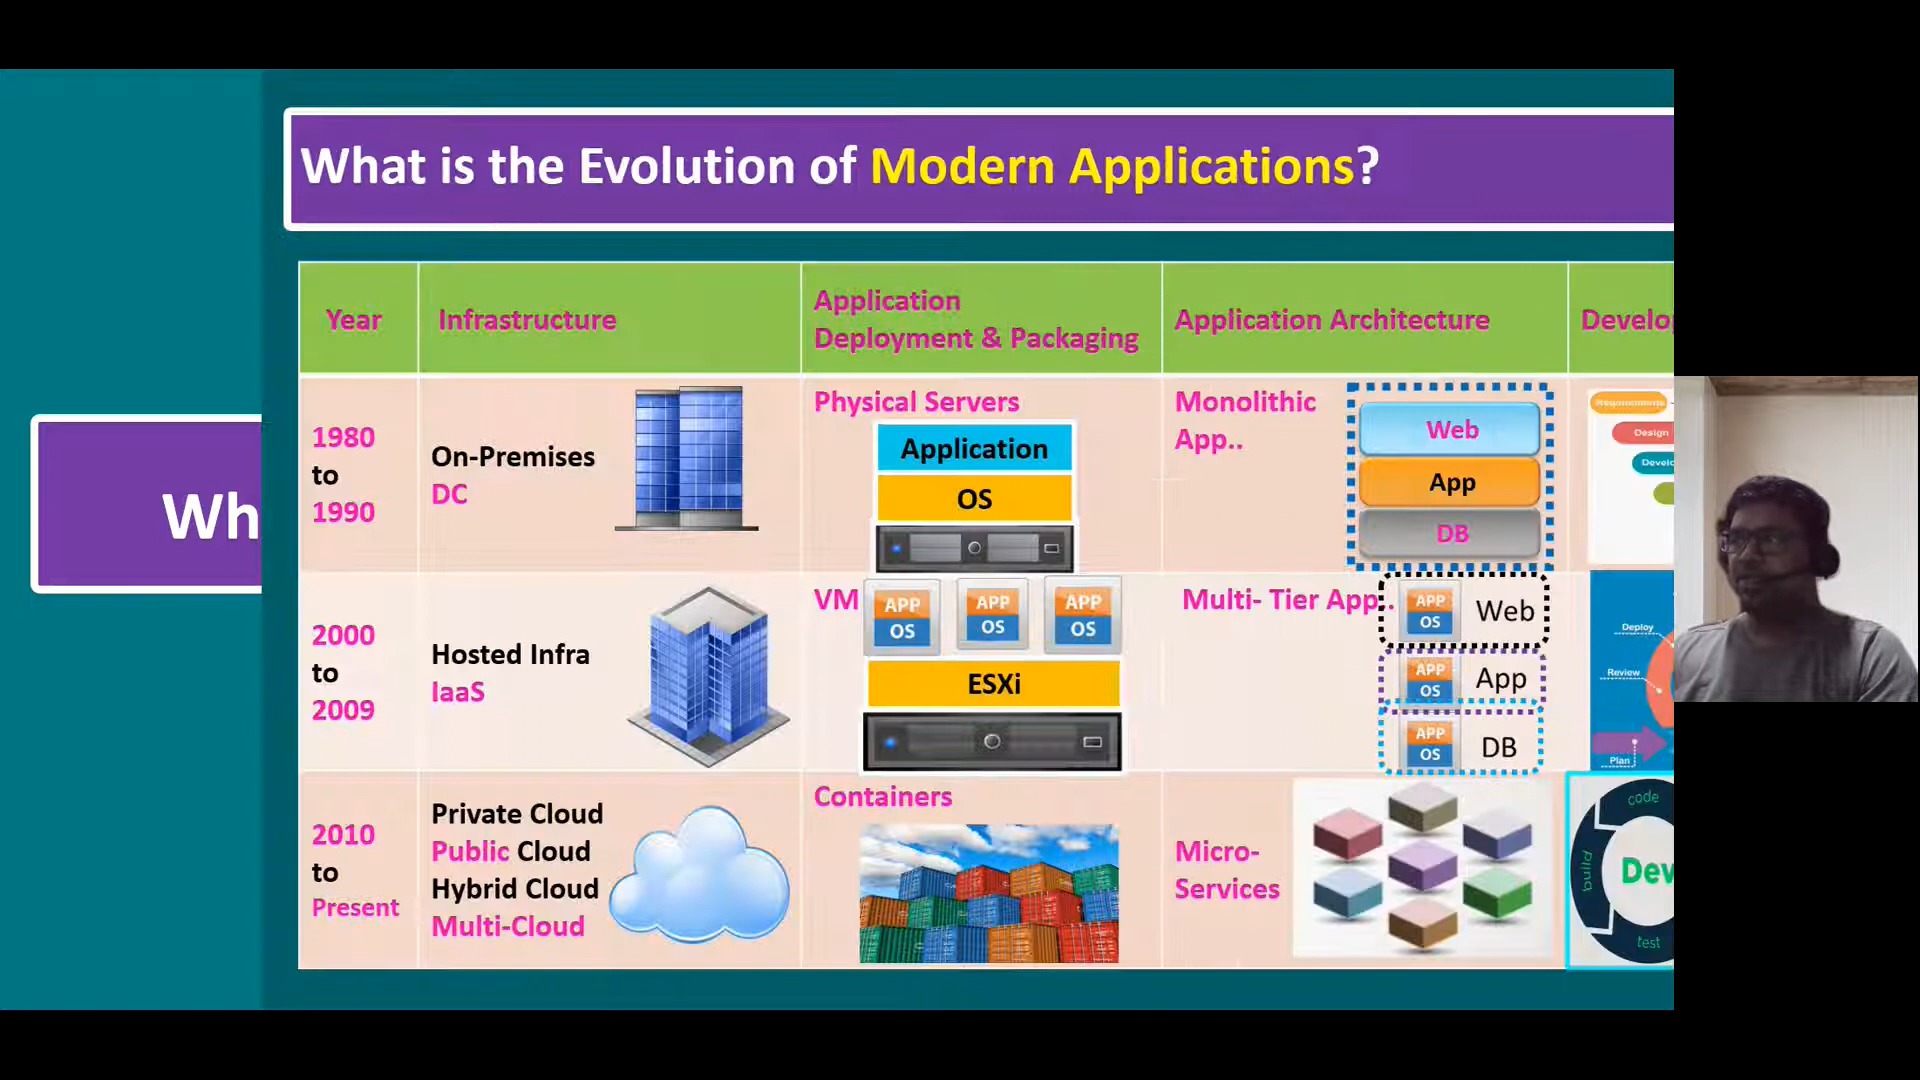 What is the Evolution of Modern Applications?
Wh
Year
Infrastructure
Application
Deployment & Packaging
Application Architecture
Develop
1980
to
1990
On-Premises
DC
Physical Servers
Application
OS
Monolithic
App..
Web
App
DB
Requirements
Design
Develo
2000
to
2009
Hosted Infra
IaaS
VM
APP
OS
APP
OS
APP
OS
ESXi
Multi- Tier App..
APP
OS
Web
APP
OS
App
APP
OS
DB
Deploy
Review
Plan
2010
to
Present
Private Cloud
Public Cloud
Hybrid Cloud
Multi-Cloud
Containers
Micro-
Services
code
build
Dev
test